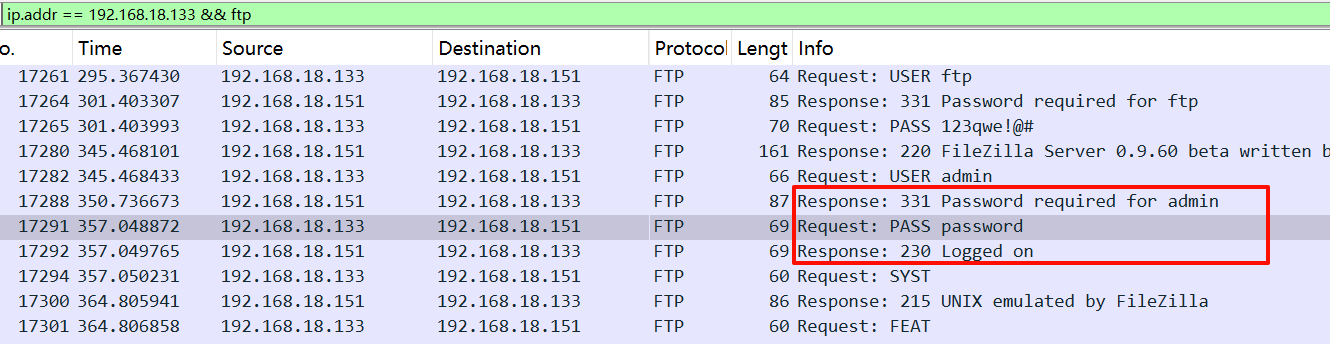 ip.addr == 192.168.18.133 && ftp
o. Time Source Destination Protocol Lengt Info
17261 295.367430 192.168.18.133 192.168.18.151 FTP 64 Request: USER ftp
17264 301.403307 192.168.18.151 192.168.18.133 FTP 85 Response: 331 Password required for ftp
17265 301.403993 192.168.18.133 192.168.18.151 FTP 70 Request: PASS 123qwe!@#
17280 345.468101 192.168.18.151 192.168.18.133 FTP 161 Response: 220 FileZilla Server 0.9.60 beta written b
17282 345.468433 192.168.18.133 192.168.18.151 FTP 66 Request: USER admin
17288 350.736673 192.168.18.151 192.168.18.133 FTP 87 Response: 331 Password required for admin
17291 357.048872 192.168.18.133 192.168.18.151 FTP 69 Request: PASS password
17292 357.049765 192.168.18.151 192.168.18.133 FTP 69 Response: 230 Logged on
17294 357.050231 192.168.18.133 192.168.18.151 FTP 60 Request: SYST
17300 364.805941 192.168.18.151 192.168.18.133 FTP 86 Response: 215 UNIX emulated by FileZilla
17301 364.806858 192.168.18.133 192.168.18.151 FTP 60 Request: FEAT